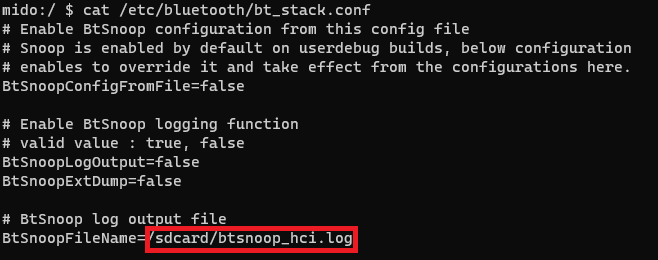 mido:/ $ cat /etc/bluetooth/bt_stack.conf
# Enable BtSnoop configuration from this config file
# Snoop is enabled by default on userdebug builds, below configuration
# enables to override it and take effect from the configurations here.
BtSnoopConfigFromFile=false

# Enable BtSnoop logging function
# valid value : true, false
BtSnoopLogOutput=false
BtSnoopExtDump=false

# BtSnoop log output file
BtSnoopFileName=/sdcard/btsnoop_hci.log